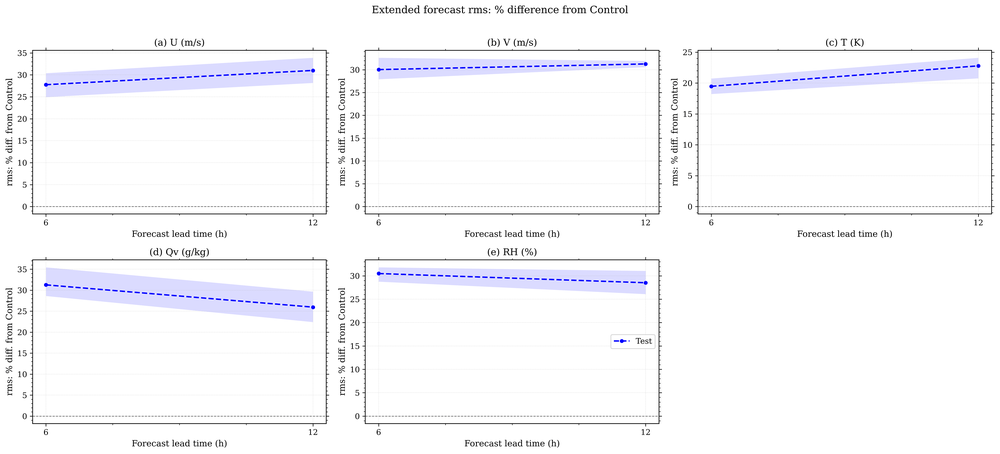 Extended forecast rms: % difference from Control
(a) U (m/s)
rms: % diff. from Control
35
30
25
20
15
10
5
0
6
12
Forecast lead time (h)
(b) V (m/s)
rms: % diff. from Control
30
25
20
15
10
5
0
6
12
Forecast lead time (h)
(c) T (K)
rms: % diff. from Control
25
20
15
10
5
0
6
12
Forecast lead time (h)
(d) Qv (g/kg)
rms: % diff. from Control
35
30
25
20
15
10
5
0
6
12
Forecast lead time (h)
(e) RH (%)
rms: % diff. from Control
30
25
20
15
10
5
0
6
12
Forecast lead time (h)
Test